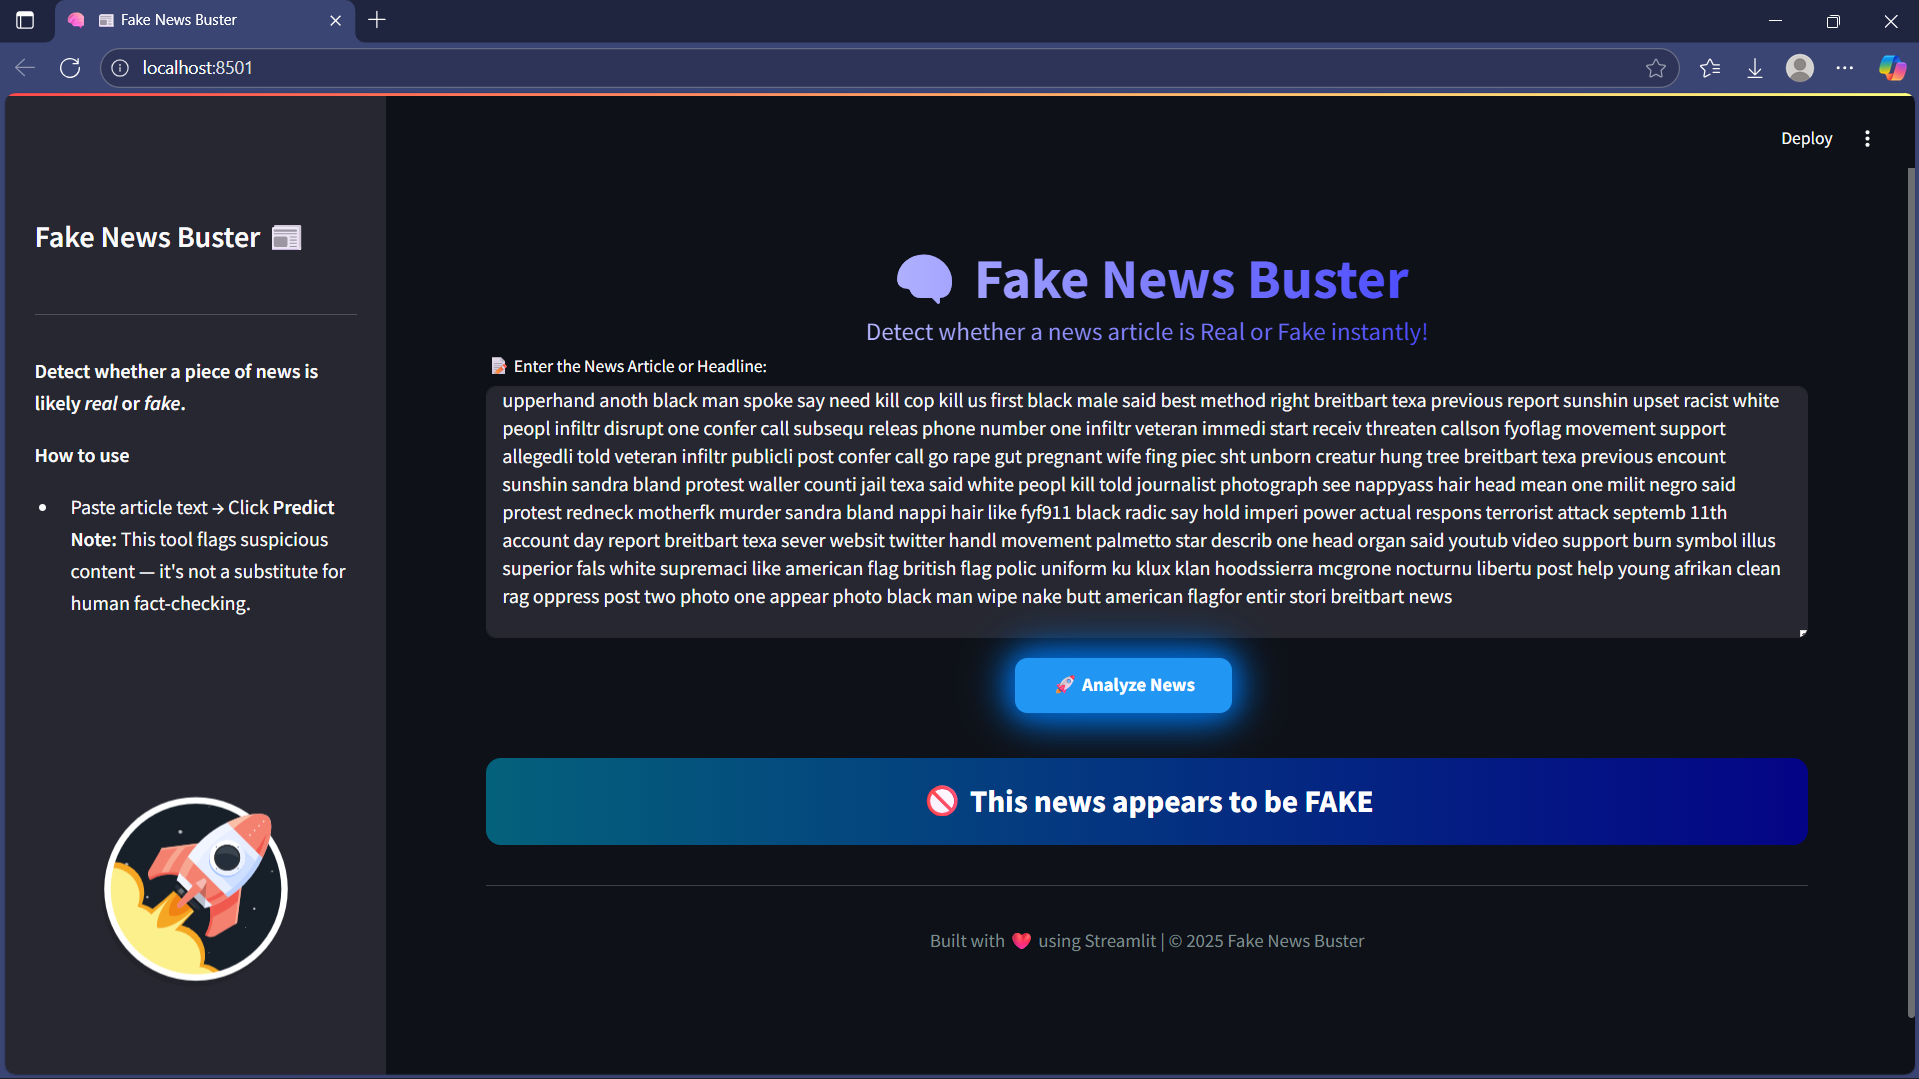 Fake News Buster
localhost:8501
Deploy
Fake News Buster
Detect whether a piece of news is
likely real or fake.
How to use
Paste article text → Click Predict
Note: This tool flags suspicious
content — it's not a substitute for
human fact-checking.
Fake News Buster
Detect whether a news article is Real or Fake instantly!
Enter the News Article or Headline:
upperhand anoth black man spoke say need kill cop kill us first black male said best method right breitbart texa previous report sunshin upset racist white
peopl infiltr disrupt one confer call subsequ releas phone number one infiltr veteran immedi start receiv threaten callson fyoflag movement support
allegedli told veteran infiltr publicli post confer call go rape gut pregnant wife fing piec sht unborn creatur hung tree breitbart texa previous encount
sunshin sandra bland protest waller counti jail texa said white peopl kill told journalist photograph see nappyass hair head mean one milit negro said
protest redneck motherfk murder sandra bland nappi hair like fyf911 black radic say hold imperi power actual respons terrorist attack septemb 11th
account day report breitbart texa sever websit twitter handl movement palmetto star describ one head organ said youtub video support burn symbol illus
superior fals white supremaci like american flag british flag polic uniform ku klux klan hoodssierra mcgrone nocturnu libertu post help young afrikan clean
rag oppress post two photo one appear photo black man wipe nake butt american flagfor entir stori breitbart news
Analyze News
This news appears to be FAKE
Built with ❤️ using Streamlit | © 2025 Fake News Buster